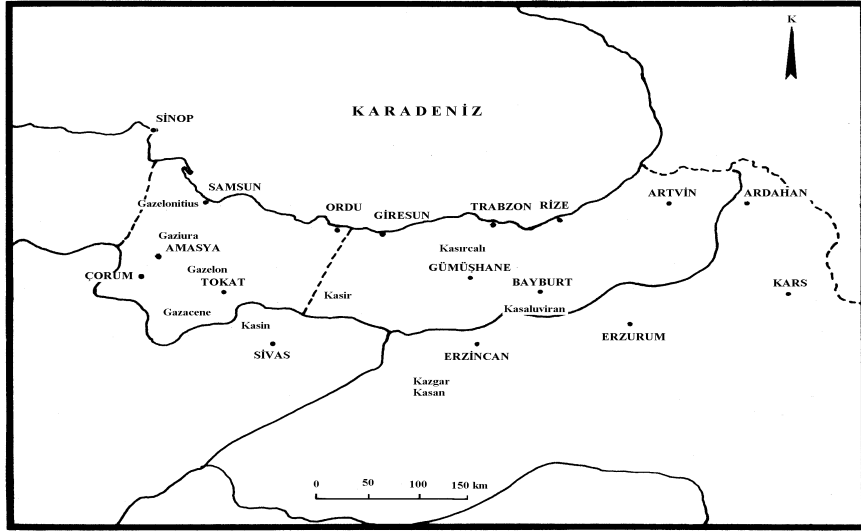 K
KARADENİZ
SİNOP
SAMSUN
Gazelonitius
ORDU
GİRESUN
TRABZON
RİZE
ARTVİN
ARDAHAN
Gaziura
AMASYA
Kasırcalı
Gazelon
ÇORUM
TOKAT
GÜMÜŞHANE
BAYBURT
KARS
Kasir
Gazacene
Kasin
Kasaluviran
SİVAS
ERZİNCAN
ERZURUM
Kazgar
Kasan
0 50 100 150 km